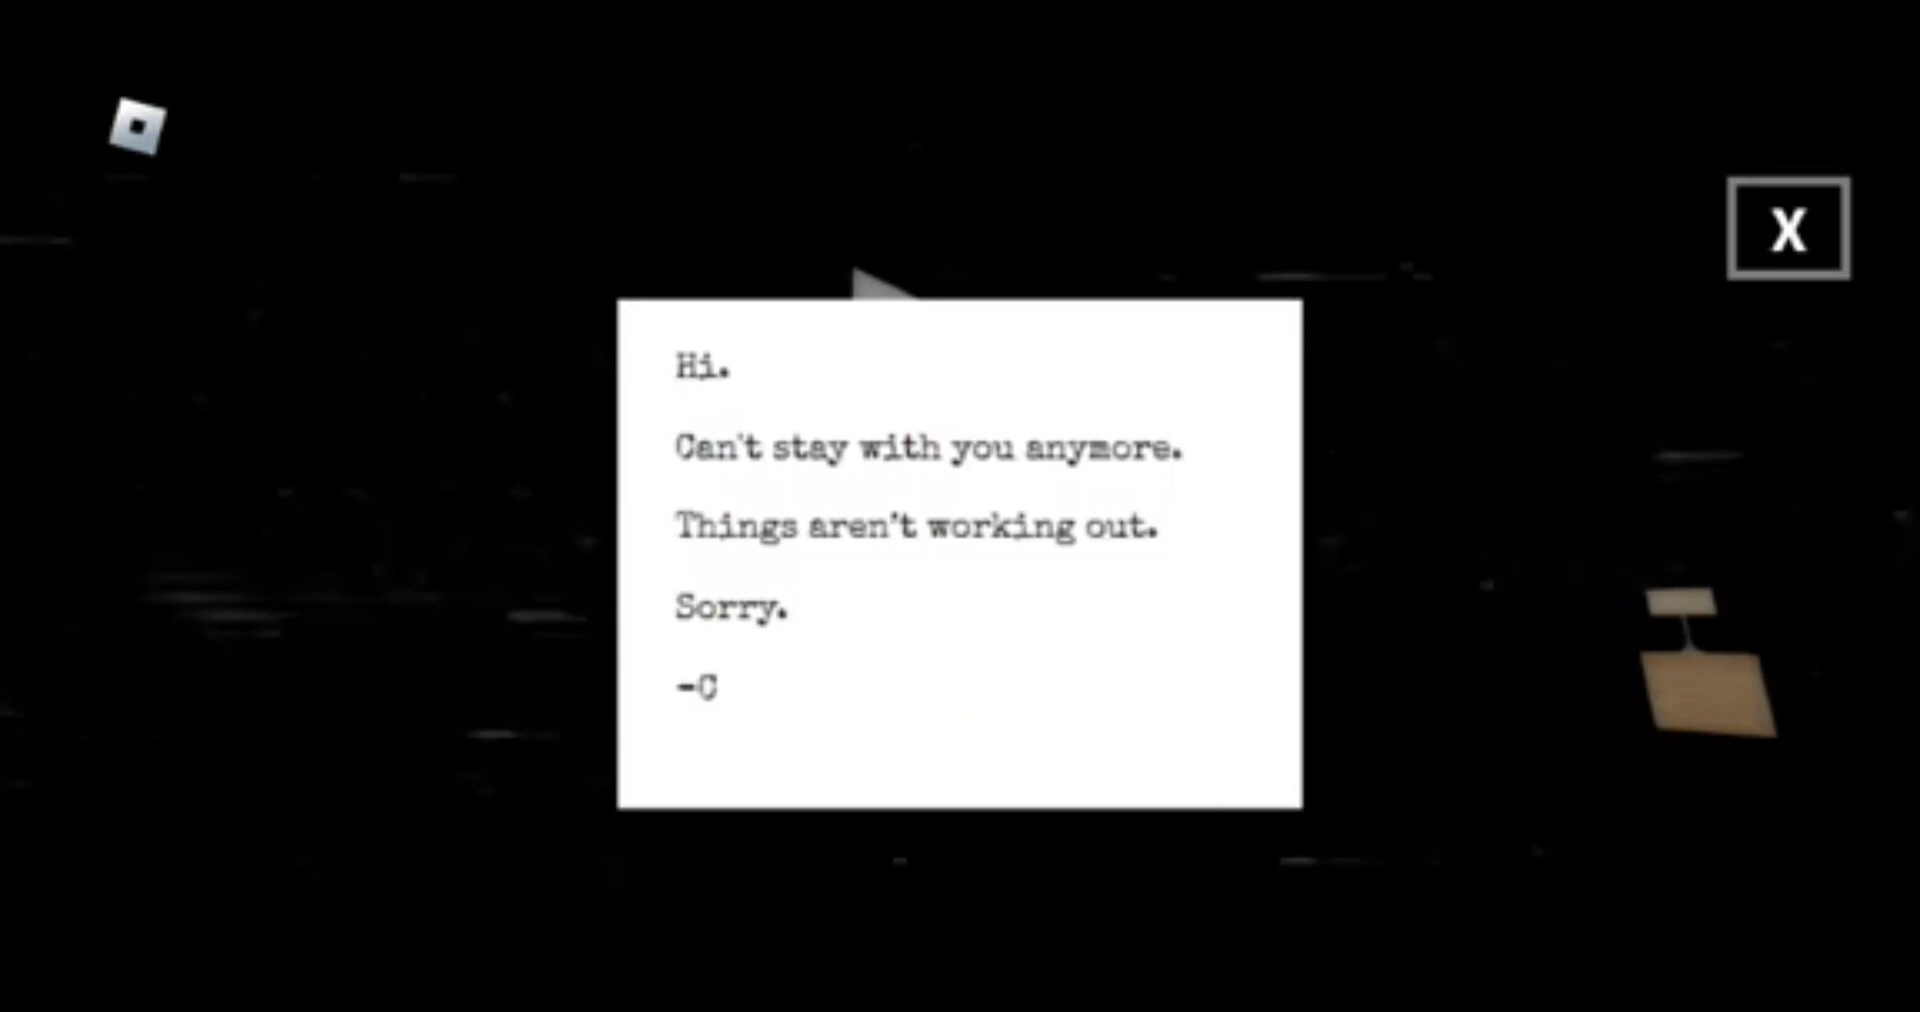 X
Hi.
Can't stay with you anymore.
Things aren't working out.
Sorry.
-C